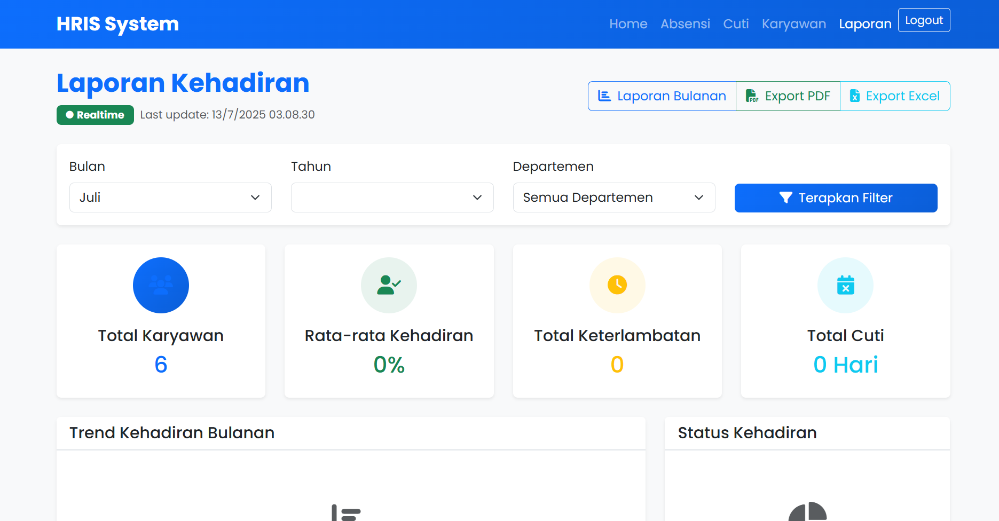 HRIS System
Home Absensi Cuti Karyawan Laporan Logout
Laporan Kehadiran
Realtime Last update: 13/7/2025 03.08.30
Laporan Bulanan Export PDF Export Excel
Bulan Tahun Departemen
Juli Semua Departemen Terapkan Filter
Total Karyawan
6
Rata-rata Kehadiran
0%
Total Keterlambatan
0
Total Cuti
0 Hari
Trend Kehadiran Bulanan
Status Kehadiran